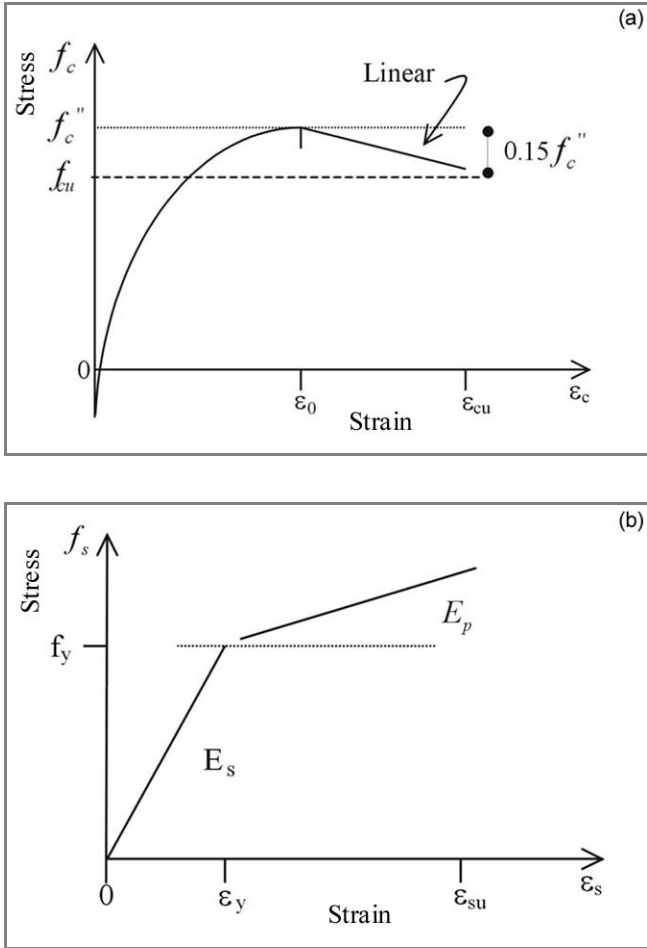 (a)
Stress
f_c
f_c''
f_cu
0
Linear
0.15f_c''
ε_0
ε_cu
ε_c
Strain
(b)
Stress
f_s
f_y
E_p
E_s
0
ε_y
ε_su
ε_s
Strain